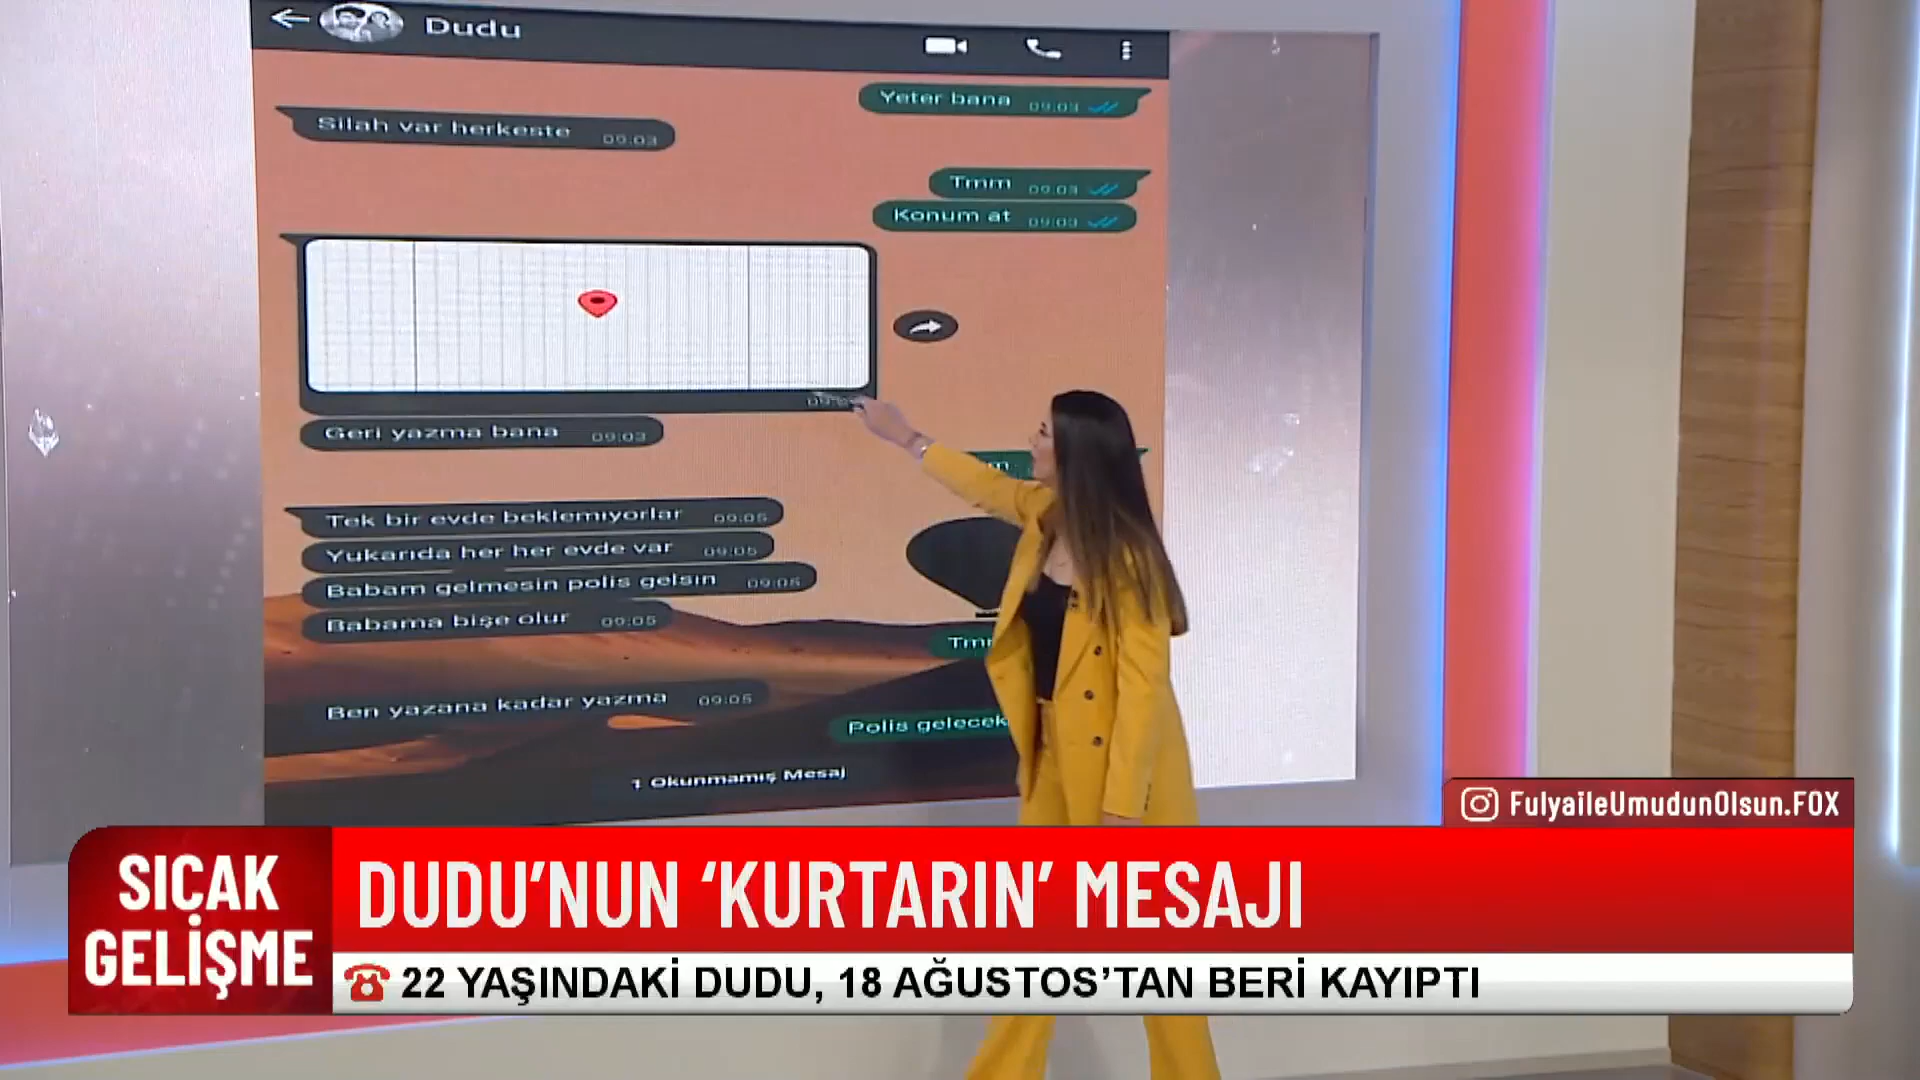 Dudu
Yeter bana 09:03
Silah var herkeste 09:03
Tmm 09:03
Konum at 09:03
Geri yazma bana 09:03
Tek bir evde beklemiyorlar 09:05
Yukarıda her her evde var 09:05
Babam gelmesin polis gelsin 09:05
Babama bişe olur 09:05
Ben yazana kadar yazma 09:05
Polis gelecek
1 Okunmamış Mesaj
FulyaileUmudunOlsun.FOX
SICAK
GELİŞME
DUDU'NUN ‘KURTARIN’ MESAJI
22 YAŞINDAKİ DUDU, 18 AĞUSTOS'TAN BERİ KAYIPTI